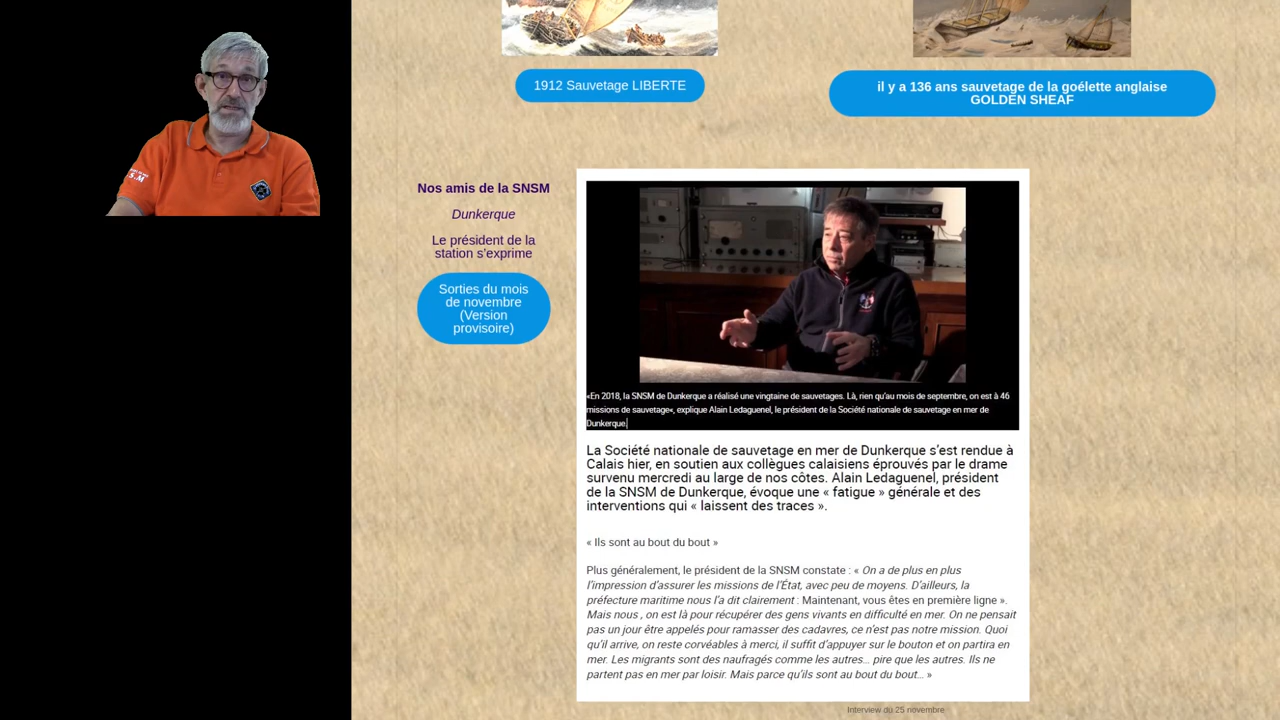 1912 Sauvetage LIBERTE
il y a 136 ans sauvetage de la goélette anglaise
GOLDEN SHEAF
Nos amis de la SNSM
Dunkerque
Le président de la
station s'exprime
Sorties du mois
de novembre
(Version
provisoire)
«En 2018, la SNSM de Dunkerque a réalisé une vingtaine de sauvetages. Là, rien qu'au mois de septembre, on est à 46
missions de sauvetage«, explique Alain Ledaguenel, le président de la Société nationale de sauvetage en mer de
Dunkerque.
La Société nationale de sauvetage en mer de Dunkerque s'est rendue à
Calais hier, en soutien aux collègues calaisiens éprouvés par le drame
survenu mercredi au large de nos côtes. Alain Ledaguenel, président
de la SNSM de Dunkerque, évoque une « fatigue » générale et des
interventions qui « laissent des traces ».
« Ils sont au bout du bout »
Plus généralement, le président de la SNSM constate : « On a de plus en plus
l'impression d'assurer les missions de l'État, avec peu de moyens. D'ailleurs, la
préfecture maritime nous l'a dit clairement : Maintenant, vous êtes en première ligne ».
Mais nous , on est là pour récupérer des gens vivants en difficulté en mer. On ne pensait
pas un jour être appelés pour ramasser des cadavres, ce n'est pas notre mission. Quoi
qu'il arrive, on reste corvéables à merci, il suffit d'appuyer sur le bouton et on partira en
mer. Les migrants sont des naufragés comme les autres… pire que les autres. Ils ne
partent pas en mer par loisir. Mais parce qu'ils sont au bout du bout… »
Interview du 25 novembre